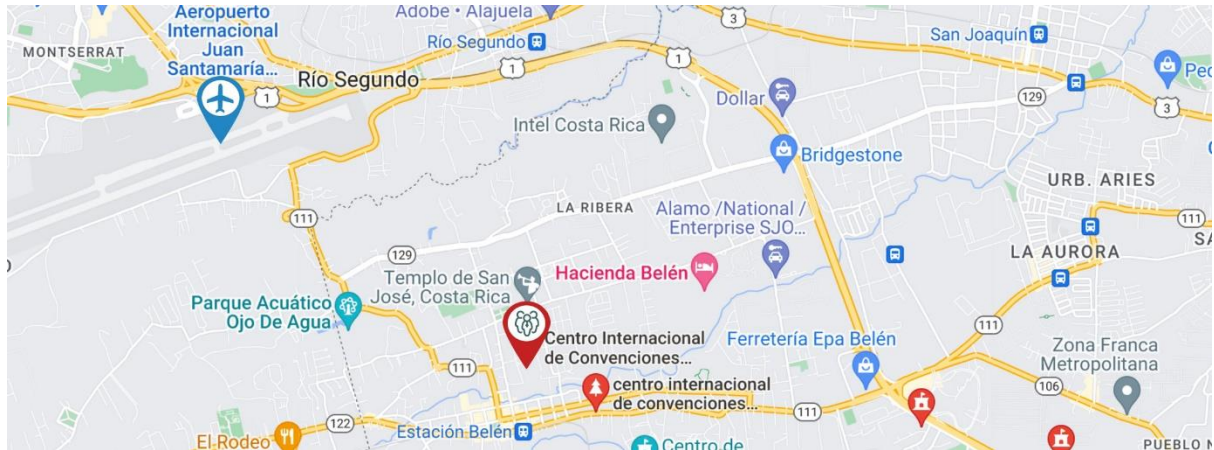 Aeropuerto
Internacional
Juan
Santamaría...
MONTSERRAT
Adobe • Alajuela
Río Segundo
San Joaquín
3
1
1
1
Río Segundo
129
3
Dollar
Intel Costa Rica
Bridgestone
URB. ARIES
111
111
LA RIBERA
Alamo /National /
Enterprise SJO...
LA AURORA
129
Templo de San
José, Costa Rica
Hacienda Belén
Parque Acuático
Ojo De Agua
Centro Internacional
de Convenciones...
Ferretería Epa Belén
111
Zona Franca
Metropolitana
111
centro internacional
de convenciones...
106
111
122
Estación Belén
El Rodeo
Centro de
PUEBLO N